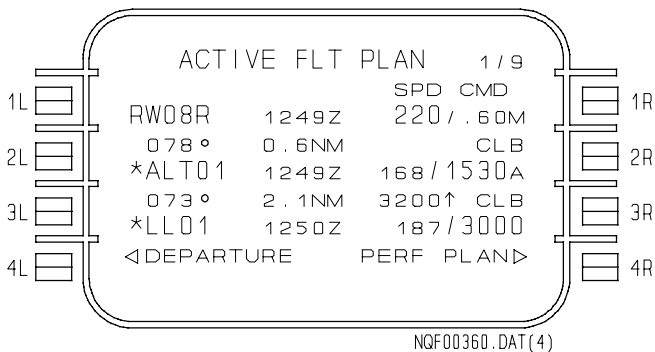 ACTIVE FLT PLAN 1/9
SPD CMD
1L RW08R 1249Z 220/.60M 1R
078° 0.6NM CLB
2L *ALT01 1249Z 168/1530A 2R
073° 2.1NM 3200↑ CLB
3L *LL01 1250Z 187/3000 3R
4L ◁DEPARTURE PERF PLAN▷ 4R
NQF00360.DAT(4)